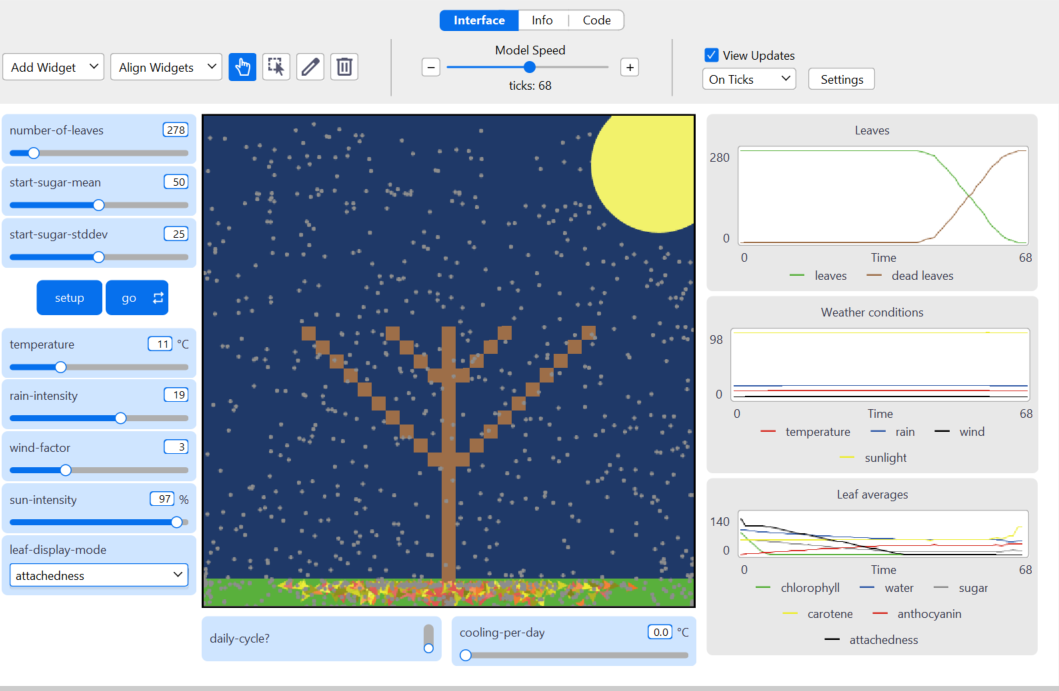 Interface Info Code
Add Widget
Align Widgets
Model Speed
ticks: 68
View Updates
On Ticks
Settings
number-of-leaves 278
start-sugar-mean 50
start-sugar-stddev 25
setup
go
temperature 11 °C
rain-intensity 19
wind-factor 3
sun-intensity 97 %
leaf-display-mode
attachedness
daily-cycle?
cooling-per-day 0.0 °C
Leaves
280
0
0 Time 68
leaves dead leaves
Weather conditions
98
0
0 Time 68
temperature rain wind
sunlight
Leaf averages
140
0
0 Time 68
chlorophyll water sugar
carotene anthocyanin
attachedness